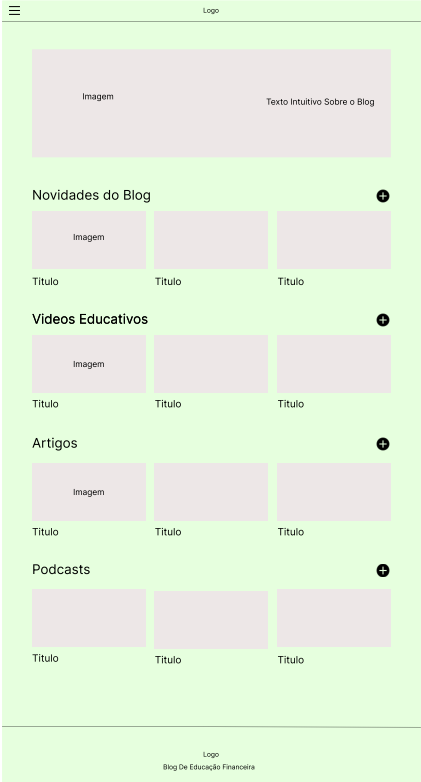 Logo
Imagem
Texto Intuitivo Sobre o Blog
Novidades do Blog
Imagem
Titulo Titulo Titulo
Videos Educativos
Imagem
Titulo Titulo Titulo
Artigos
Imagem
Titulo Titulo Titulo
Podcasts
Titulo Titulo Titulo
Logo
Blog De Educação Financeira